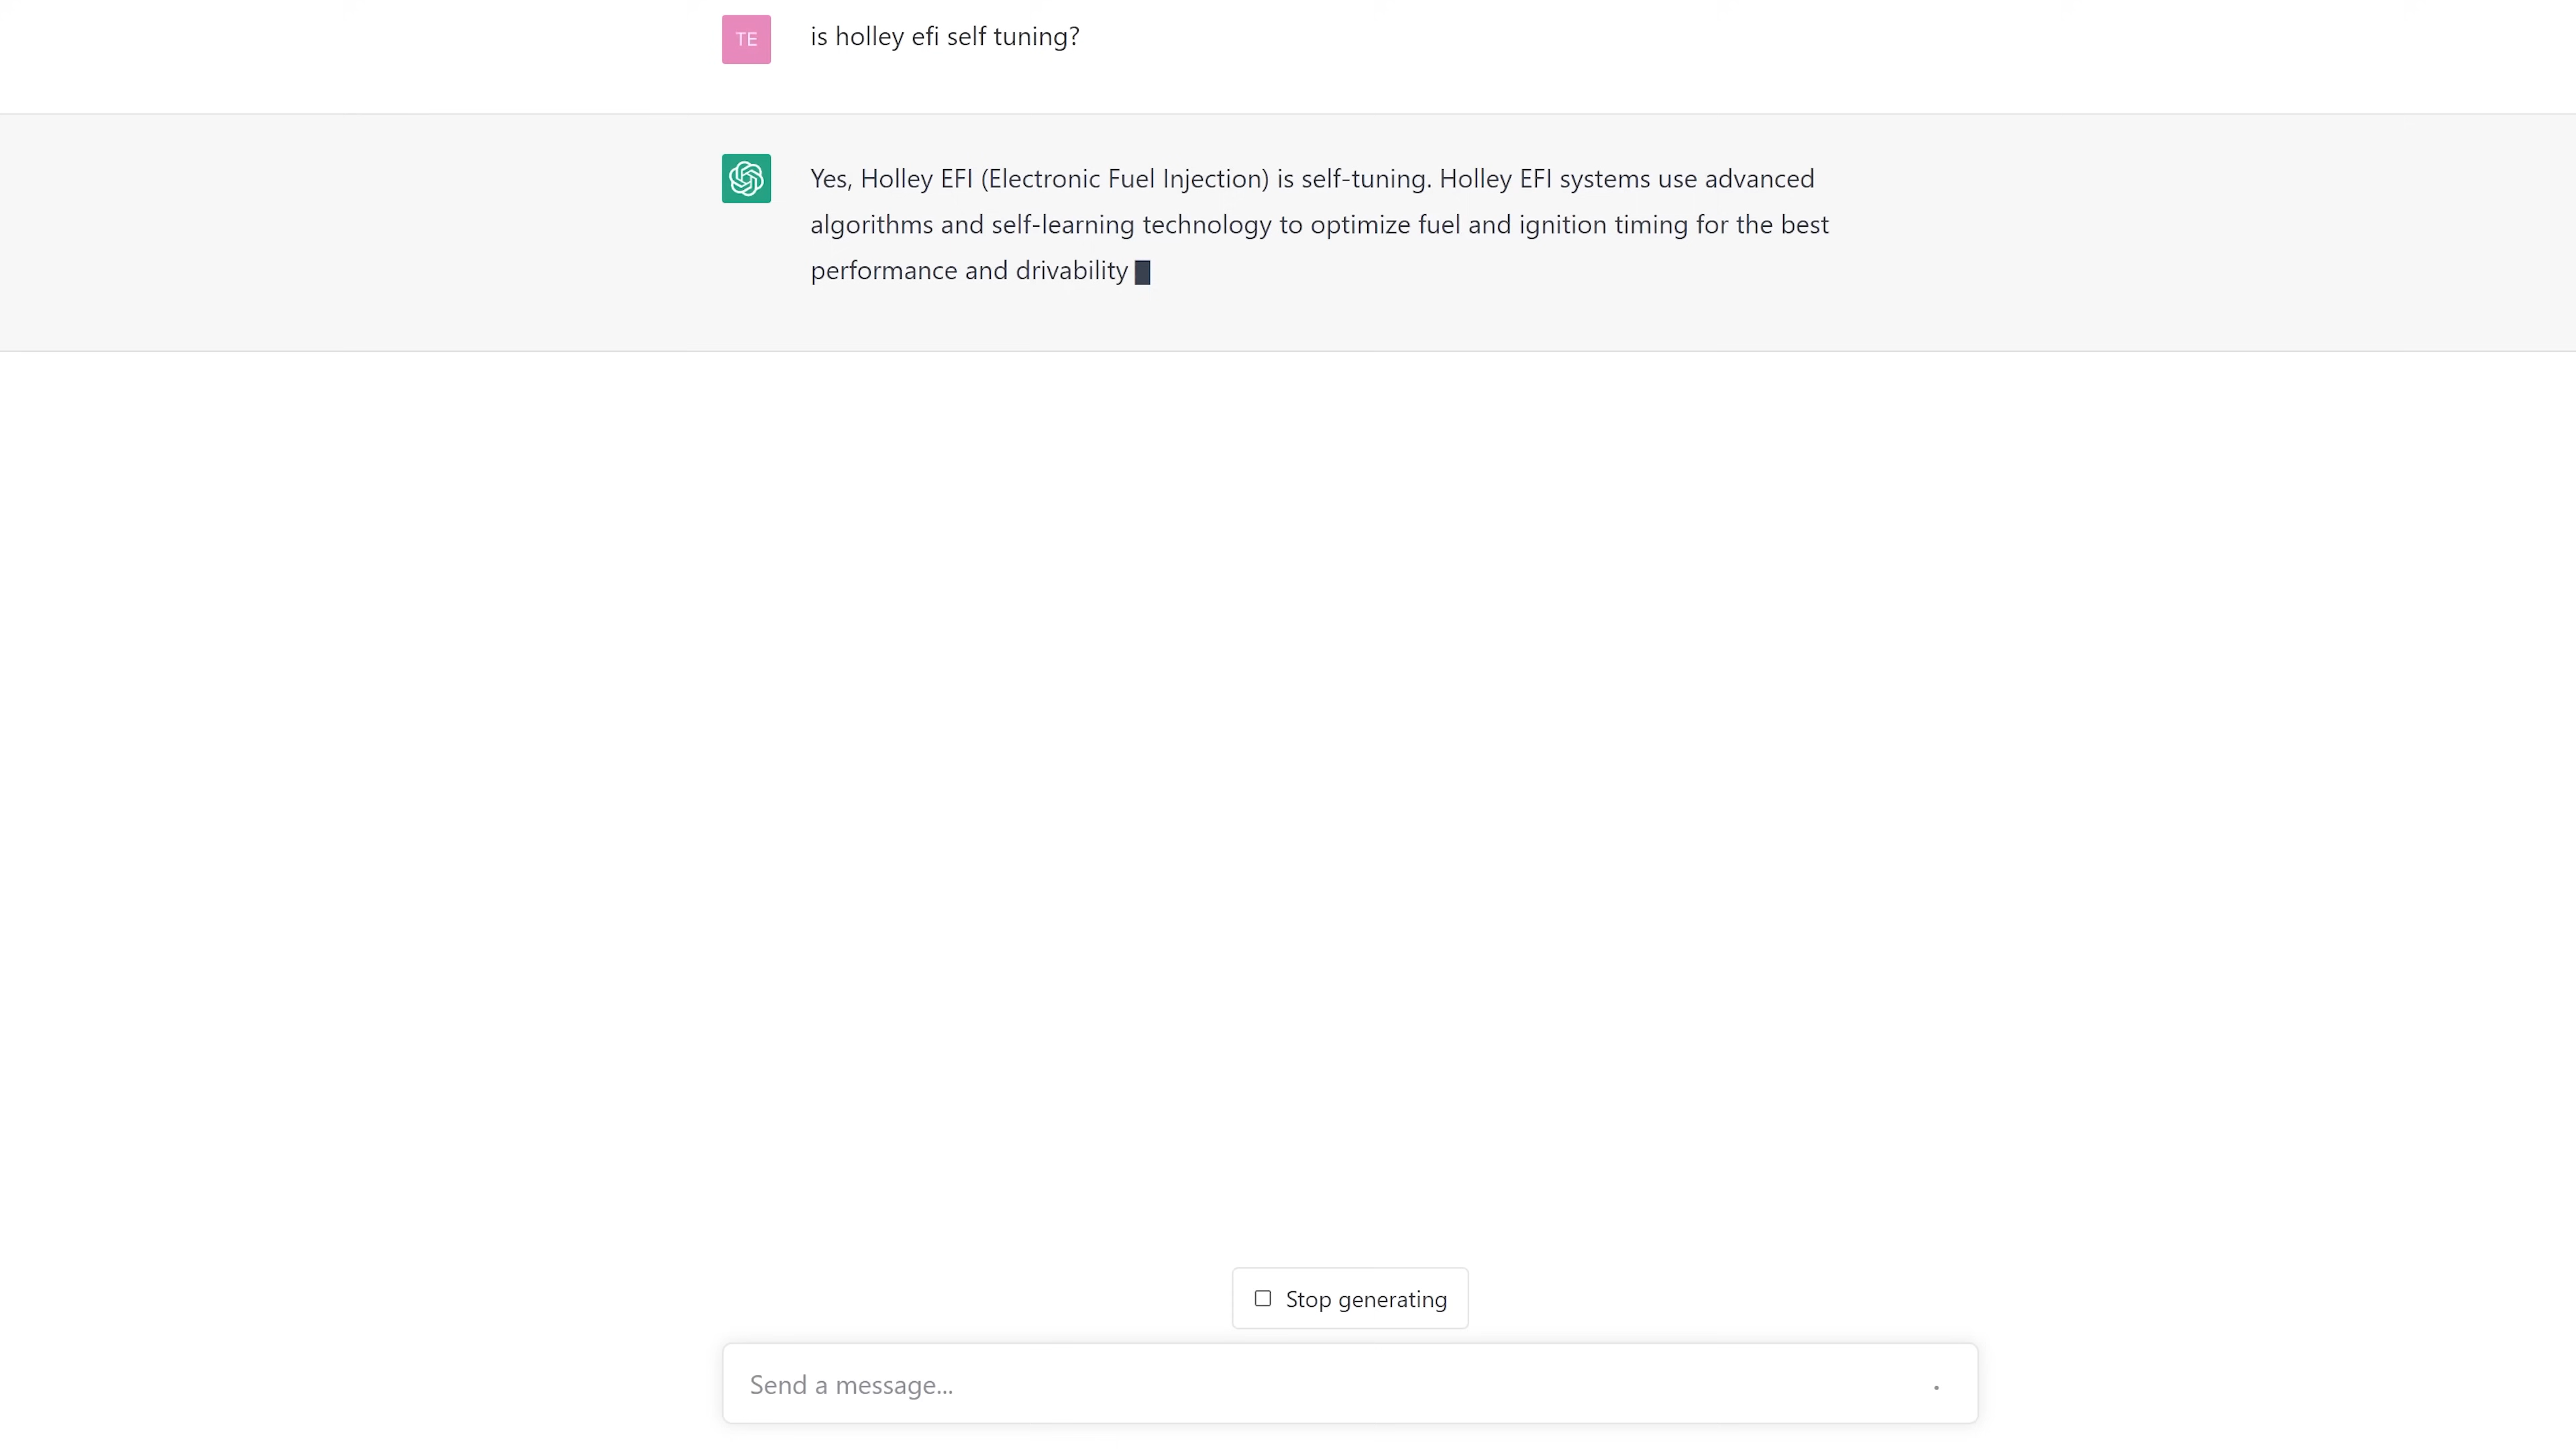 TE
is holley efi self tuning?
Yes, Holley EFI (Electronic Fuel Injection) is self-tuning. Holley EFI systems use advanced
algorithms and self-learning technology to optimize fuel and ignition timing for the best
performance and drivability
Stop generating
Send a message...